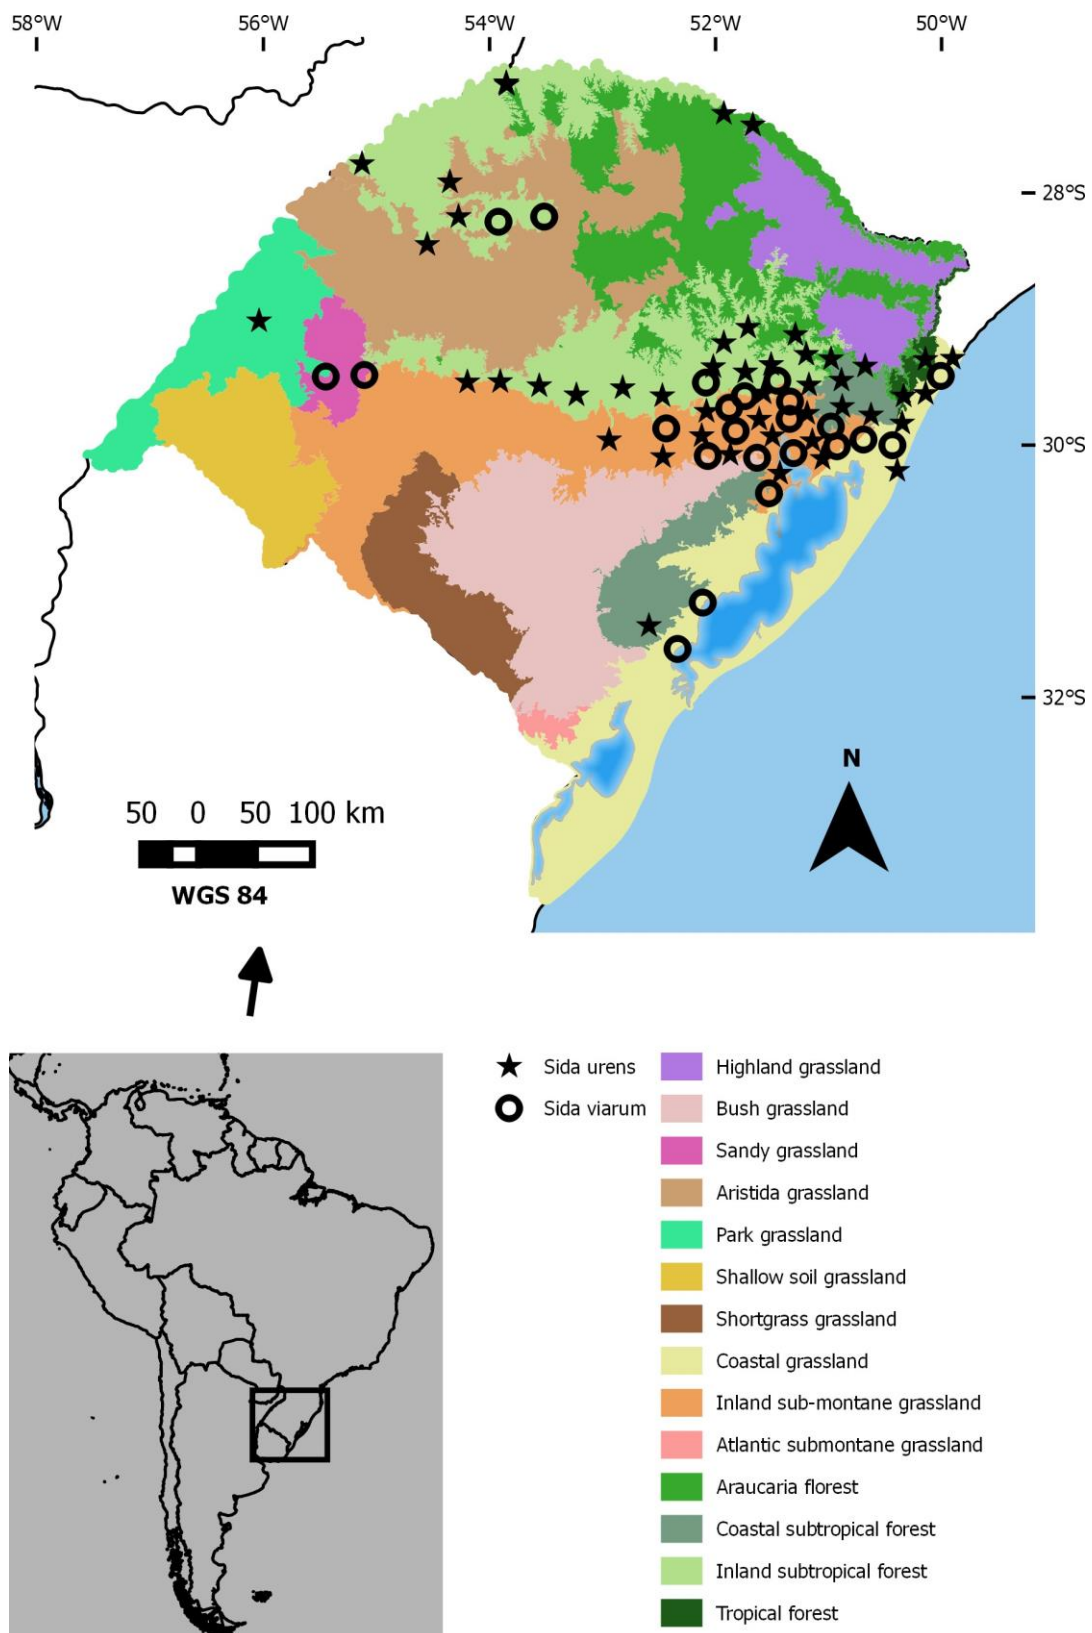 58°W 56°W 54°W 52°W 50°W
28°S
30°S
32°S
N
50 0 50 100 km
WGS 84
Sida urens
Sida viarum
Highland grassland
Bush grassland
Sandy grassland
Aristida grassland
Park grassland
Shallow soil grassland
Shortgrass grassland
Coastal grassland
Inland sub-montane grassland
Atlantic submontane grassland
Araucaria florest
Coastal subtropical forest
Inland subtropical forest
Tropical forest